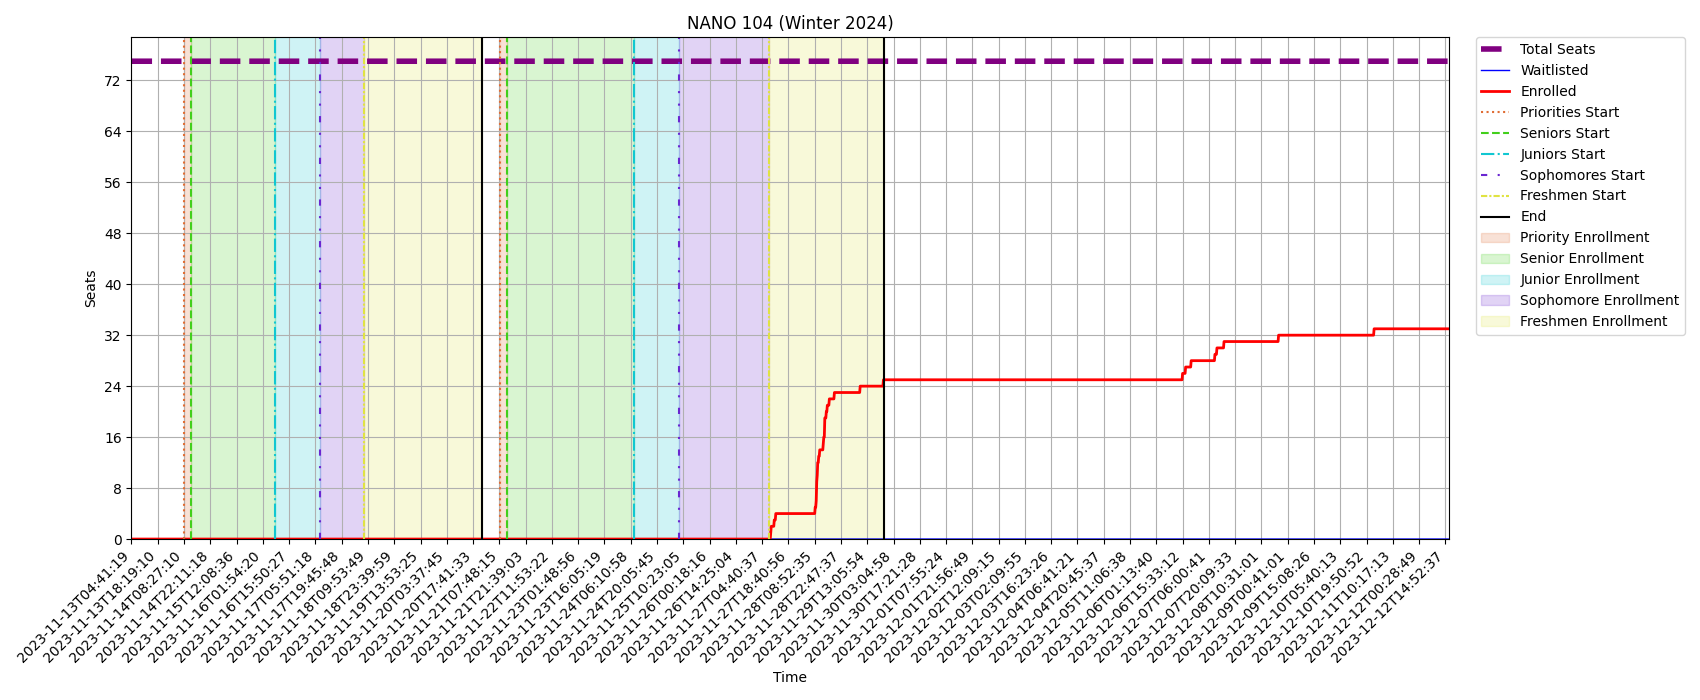 NANO 104 (Winter 2024)
Seats
72
64
56
48
40
32
24
16
8
0
2023-11-13T04:41:19
2023-11-13T18:19:10
2023-11-14T08:27:10
2023-11-14T22:11:18
2023-11-15T12:08:36
2023-11-16T01:54:20
2023-11-16T15:50:27
2023-11-17T05:51:18
2023-11-17T19:45:48
2023-11-18T09:53:49
2023-11-18T23:39:59
2023-11-19T13:53:25
2023-11-20T03:37:45
2023-11-20T17:41:33
2023-11-21T07:48:15
2023-11-21T21:39:03
2023-11-22T11:53:22
2023-11-23T01:48:56
2023-11-23T16:05:19
2023-11-24T06:10:58
2023-11-24T20:05:45
2023-11-25T10:23:05
2023-11-26T00:18:16
2023-11-26T14:25:04
2023-11-27T04:40:37
2023-11-27T18:40:56
2023-11-28T08:52:35
2023-11-28T22:47:37
2023-11-29T13:05:54
2023-11-30T03:04:58
2023-11-30T17:21:28
2023-12-01T07:55:24
2023-12-01T21:56:49
2023-12-02T12:09:15
2023-12-03T02:09:55
2023-12-03T16:23:26
2023-12-04T06:41:21
2023-12-04T20:45:37
2023-12-05T11:06:38
2023-12-06T01:13:40
2023-12-06T15:33:12
2023-12-07T06:00:41
2023-12-07T20:09:33
2023-12-08T10:31:01
2023-12-09T00:41:01
2023-12-09T15:08:26
2023-12-10T05:40:13
2023-12-10T19:50:52
2023-12-11T10:17:13
2023-12-12T00:28:49
2023-12-12T14:52:37
Time
Total Seats
Waitlisted
Enrolled
Priorities Start
Seniors Start
Juniors Start
Sophomores Start
Freshmen Start
End
Priority Enrollment
Senior Enrollment
Junior Enrollment
Sophomore Enrollment
Freshmen Enrollment